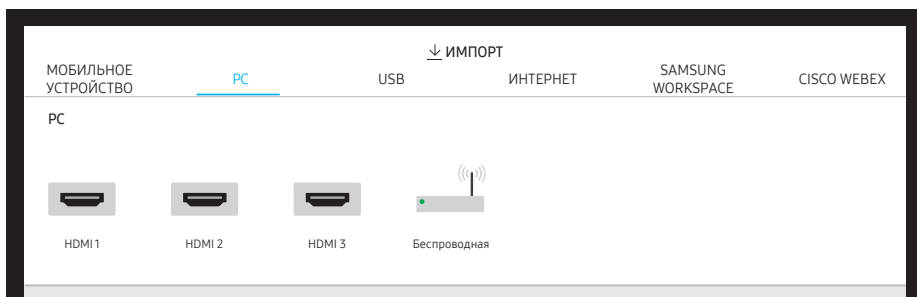 ИМПОРТ
МОБИЛЬНОЕ
УСТРОЙСТВО
PC
USB
ИНТЕРНЕТ
SAMSUNG
WORKSPACE
CISCO WEBEX
PC
HDMI 1
HDMI 2
HDMI 3
Беспроводная